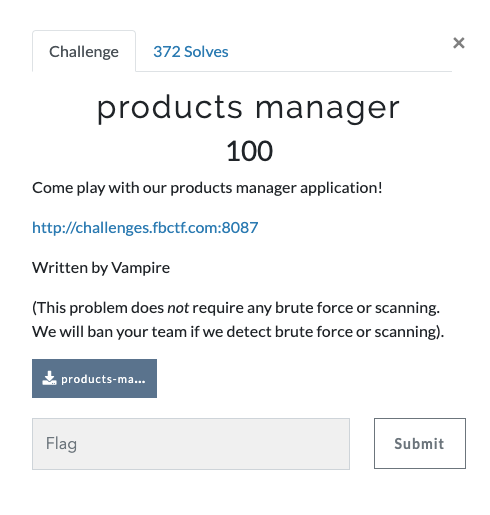 Challenge
372 Solves
×
products manager
100
Come play with our products manager application!
http://challenges.fbctf.com:8087
Written by Vampire
(This problem does not require any brute force or scanning.
We will ban your team if we detect brute force or scanning).
products-ma...
Flag
Submit